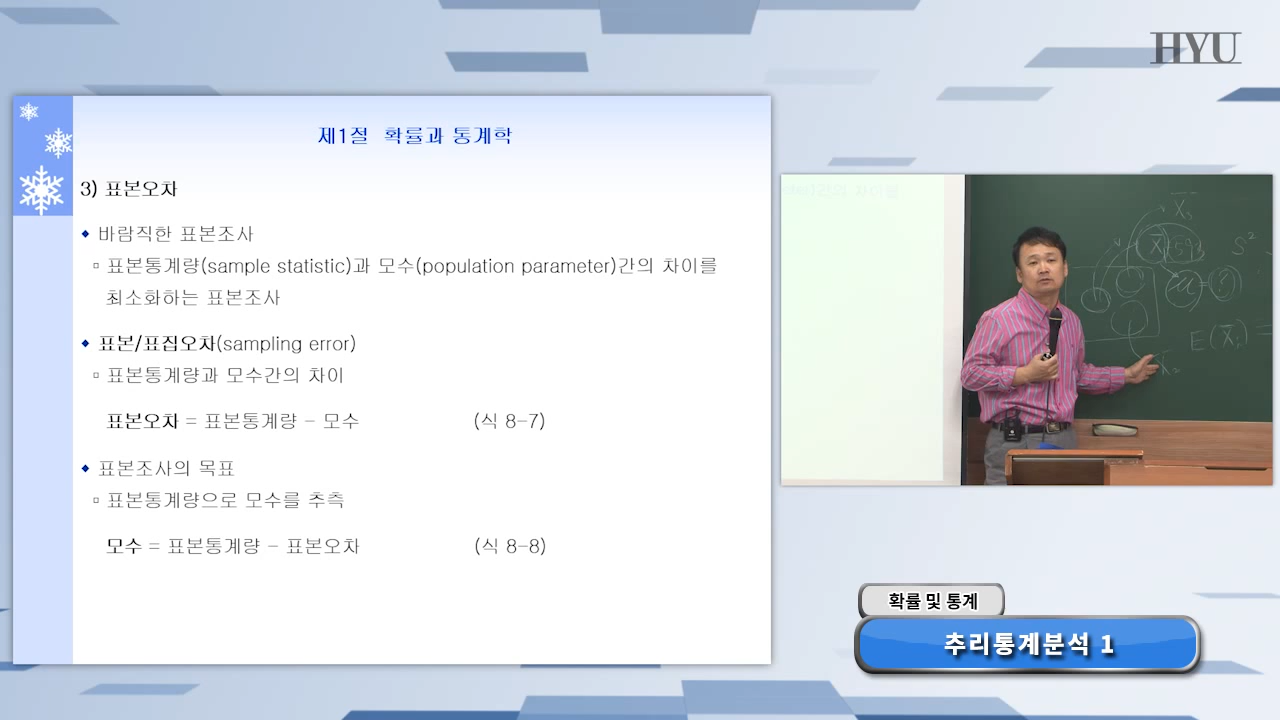 HYU
제1절 확률과 통계학
3) 표본오차
◆ 바람직한 표본조사
▫ 표본통계량(sample statistic)과 모수(population parameter)간의 차이를
최소화하는 표본조사
◆ 표본/표집오차(sampling error)
▫ 표본통계량과 모수간의 차이
표본오차 = 표본통계량 - 모수 (식 8-7)
◆ 표본조사의 목표
▫ 표본통계량으로 모수를 추측
모수 = 표본통계량 - 표본오차 (식 8-8)
확률 및 통계
추리통계분석 1